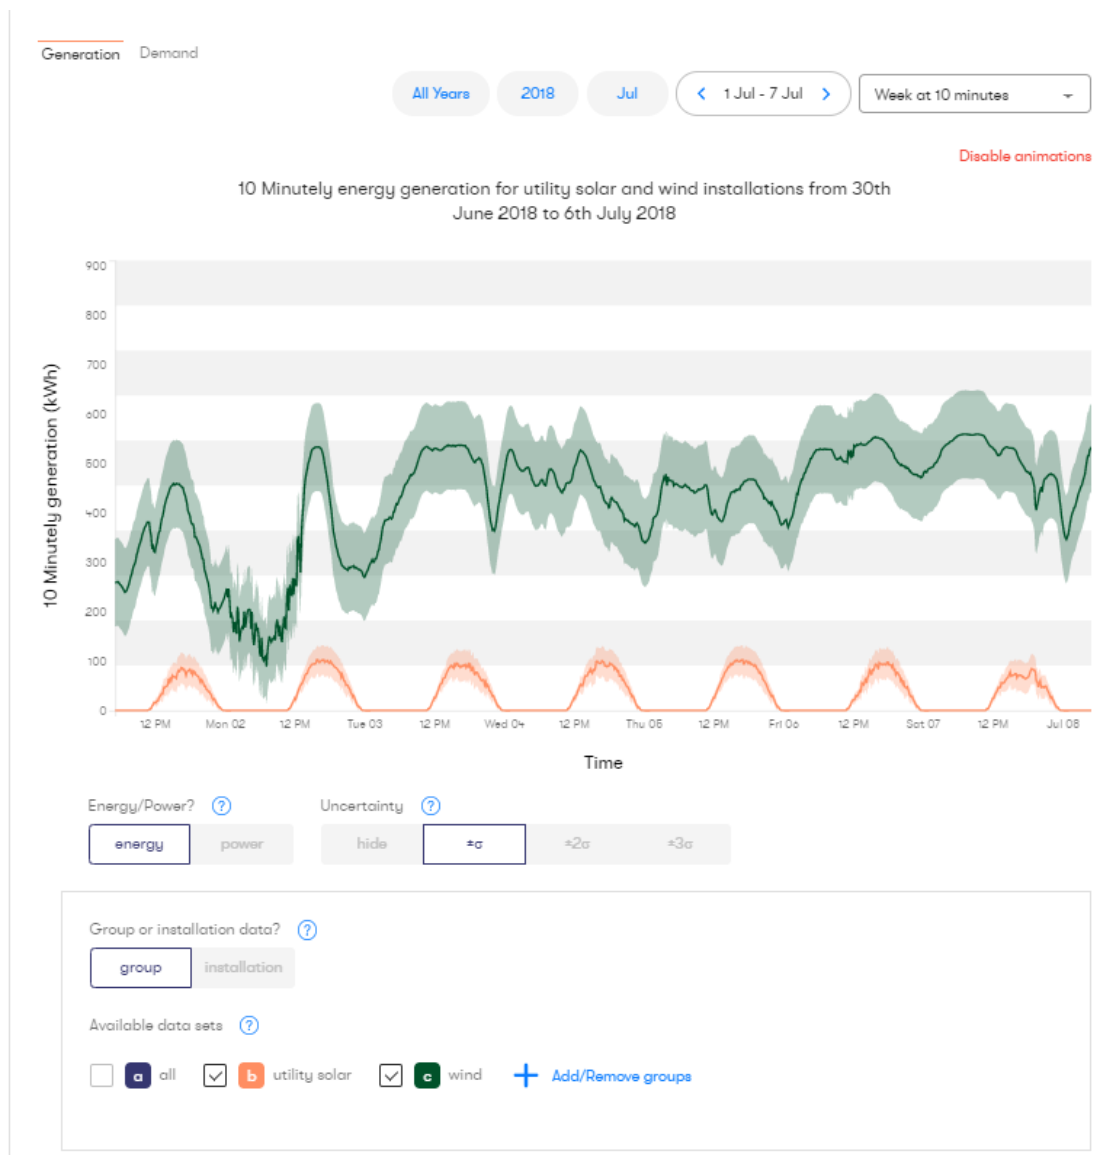 Generation Demand
All Years 2018 Jul 1 Jul - 7 Jul Week at 10 minutes
Disable animations
10 Minutely energy generation for utility solar and wind installations from 30th
June 2018 to 6th July 2018
900
800
700
600
500
400
300
200
100
0
10 Minutely generation (kWh)
12 PM Mon 02 12 PM Tue 03 12 PM Wed 04 12 PM Thu 05 12 PM Fri 06 12 PM Sat 07 12 PM Jul 08
Time
Energy/Power? ? Uncertainty ?
energy power hide ±σ ±2σ ±3σ
Group or installation data? ?
group installation
Available data sets ?
a all b utility solar c wind + Add/Remove groups